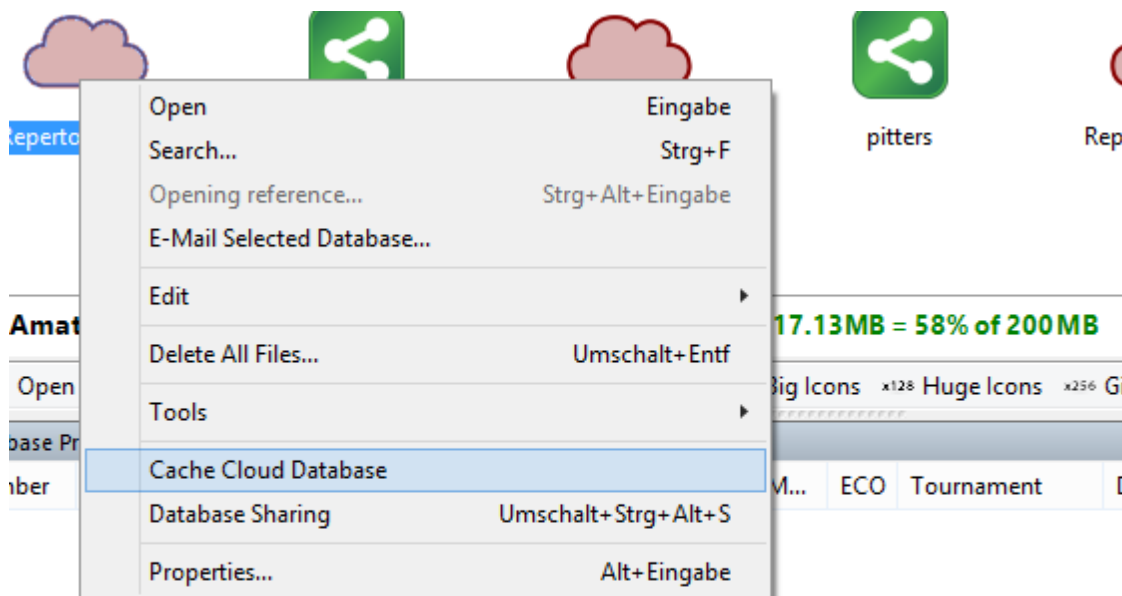 Open Eingabe
Search... Strg+F
Opening reference... Strg+Alt+Eingabe
E-Mail Selected Database...
Edit
Delete All Files... Umschalt+Entf
Tools
Cache Cloud Database
Database Sharing Umschalt+Strg+Alt+S
Properties... Alt+Eingabe
pitters
Rep
Reperto
Amat
17.13MB = 58% of 200MB
Open
Big Icons x128 Huge Icons x256 Gi
base Pr
nber
M... ECO Tournament